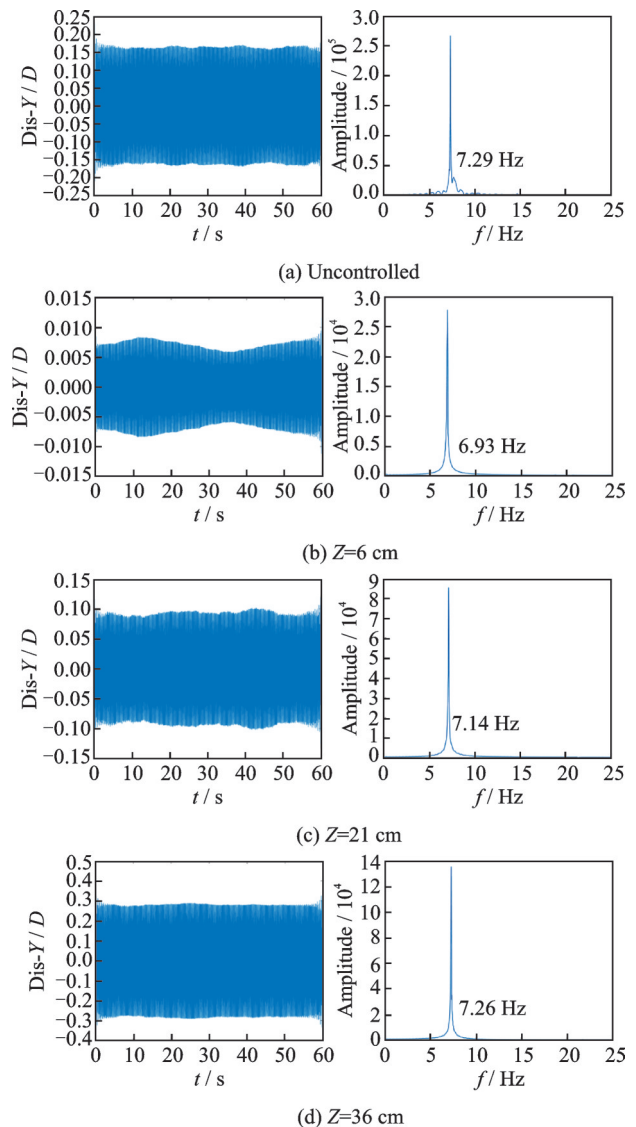 0.25
0.20
0.15
0.10
0.05
0.00
−0.05
−0.10
−0.15
−0.20
−0.25
Dis-Y / D
0 10 20 30 40 50 60
t / s
3.0
2.5
2.0
1.5
1.0
0.5
0.0
Amplitude / 10⁵
7.29 Hz
0 5 10 15 20 25
f / Hz
(a) Uncontrolled
0.015
0.010
0.005
0.000
−0.005
−0.010
−0.015
Dis-Y / D
0 10 20 30 40 50 60
t / s
3.0
2.5
2.0
1.5
1.0
0.5
0.0
Amplitude / 10⁴
6.93 Hz
0 5 10 15 20 25
f / Hz
(b) Z=6 cm
0.15
0.10
0.05
0.00
−0.05
−0.10
−0.15
Dis-Y / D
0 10 20 30 40 50 60
t / s
9
8
7
6
5
4
3
2
1
0
Amplitude / 10⁴
7.14 Hz
0 5 10 15 20 25
f / Hz
(c) Z=21 cm
0.5
0.4
0.3
0.2
0.1
0.0
−0.1
−0.2
−0.3
−0.4
Dis-Y / D
0 10 20 30 40 50 60
t / s
14
12
10
8
6
4
2
0
Amplitude / 10⁴
7.26 Hz
0 5 10 15 20 25
f / Hz
(d) Z=36 cm